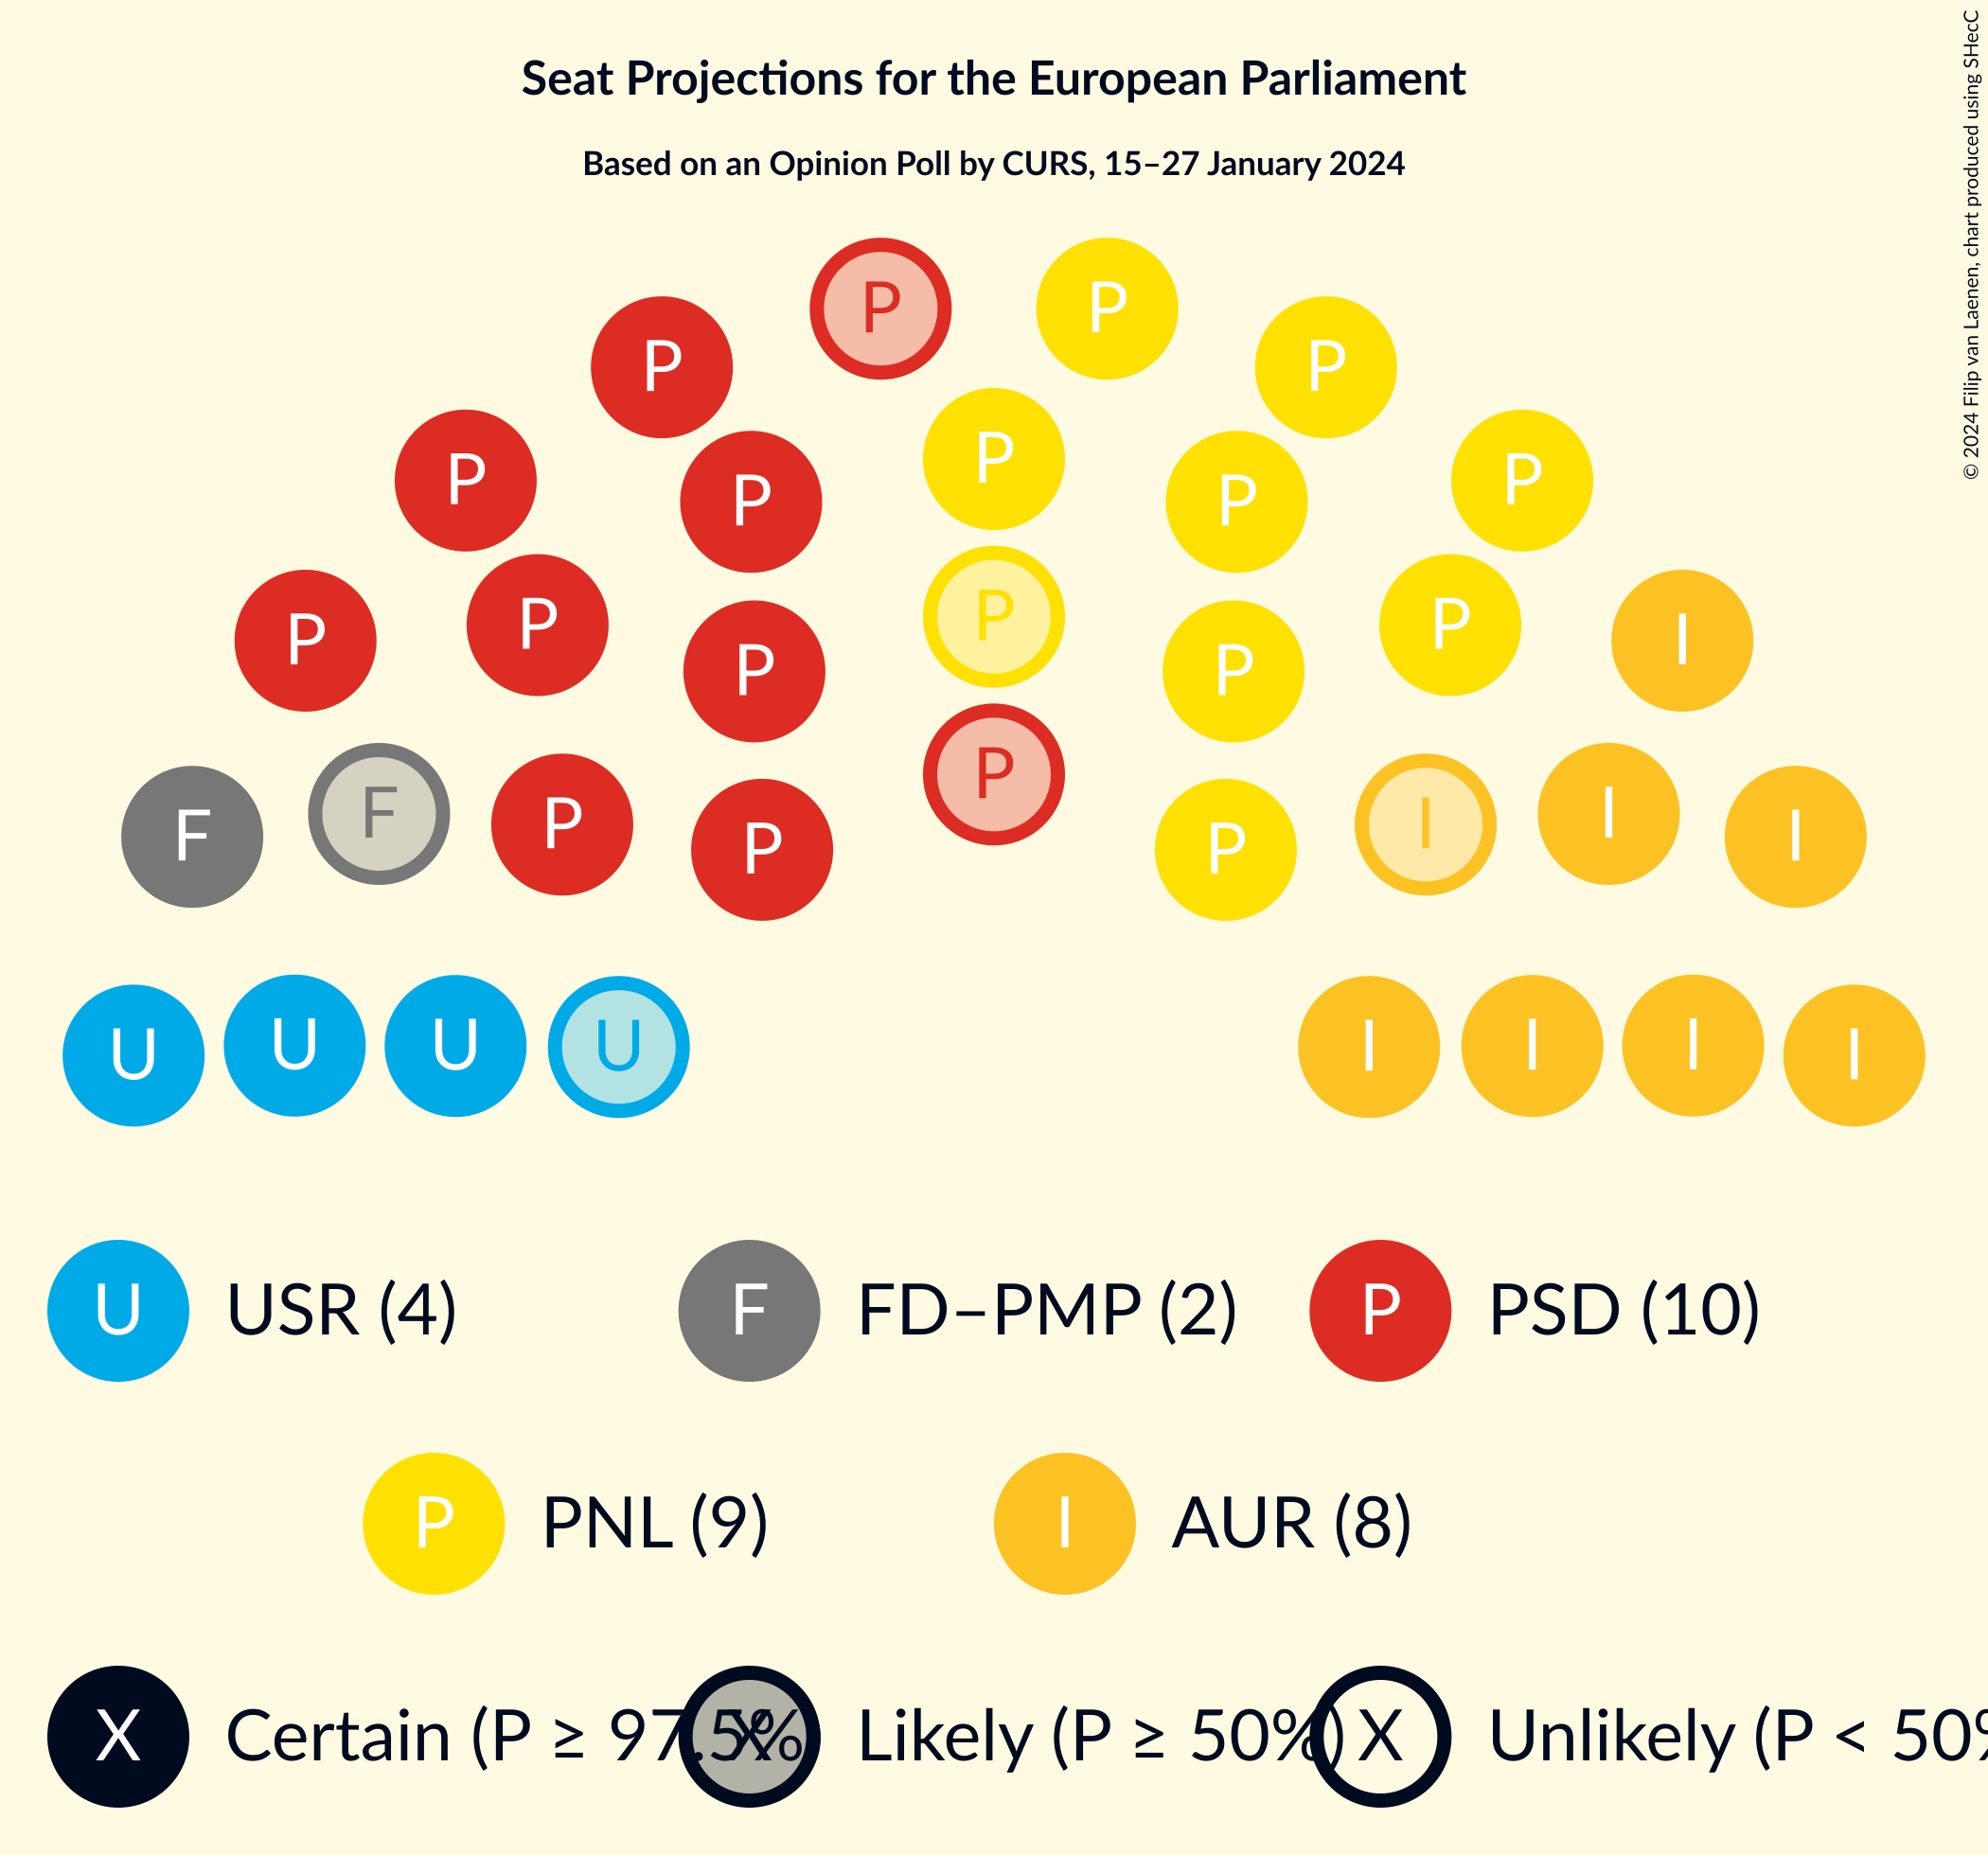 Seat Projections for the European Parliament
Based on an Opinion Poll by CURS, 15–27 January 2024
© 2024 Filip van Laenen, chart produced using SHecC
P P
P P
P P
P P P
P I
P P P
P P P
P
F F P I I I
P P
U U U U I I I I
U USR (4) F FD–PMP (2) P PSD (10)
P PNL (9) I AUR (8)
X Certain (P ≥ 97.5% X Likely (P ≥ 50%) X Unlikely (P < 50%